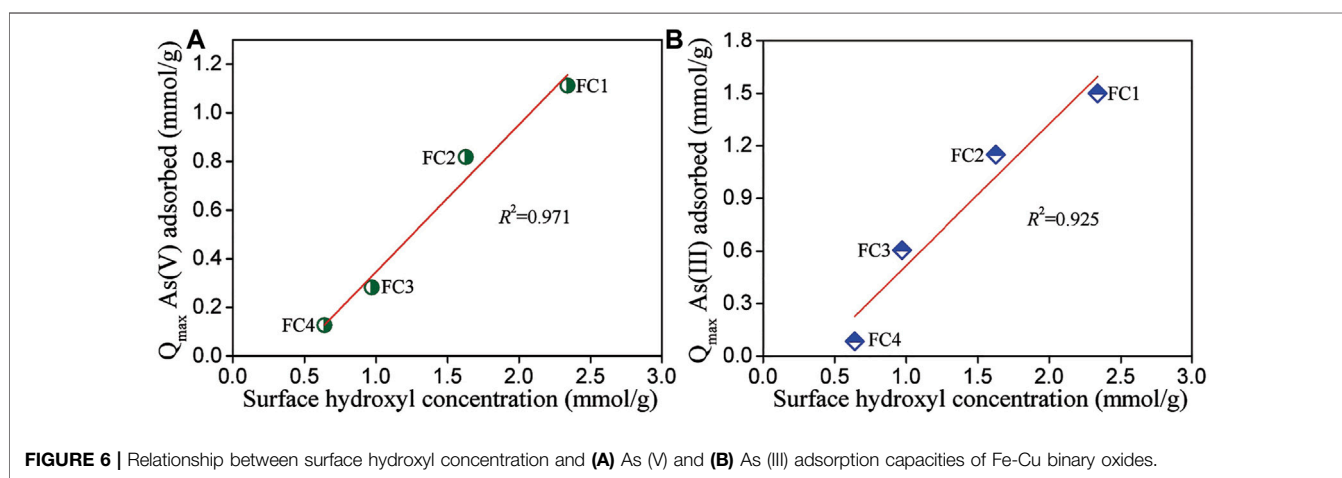 A
Q_max As(V) adsorbed (mmol/g)
1.2
1.0
0.8
0.6
0.4
0.2
0.0
FC1
FC2
R²=0.971
FC3
FC4
0.0 0.5 1.0 1.5 2.0 2.5 3.0
Surface hydroxyl concentration (mmol/g)
B
Q_max As(III) adsorbed (mmol/g)
1.8
1.5
1.2
0.9
0.6
0.3
0.0
FC1
FC2
R²=0.925
FC3
FC4
0.0 0.5 1.0 1.5 2.0 2.5 3.0
Surface hydroxyl concentration (mmol/g)
FIGURE 6 | Relationship between surface hydroxyl concentration and (A) As (V) and (B) As (III) adsorption capacities of Fe-Cu binary oxides.